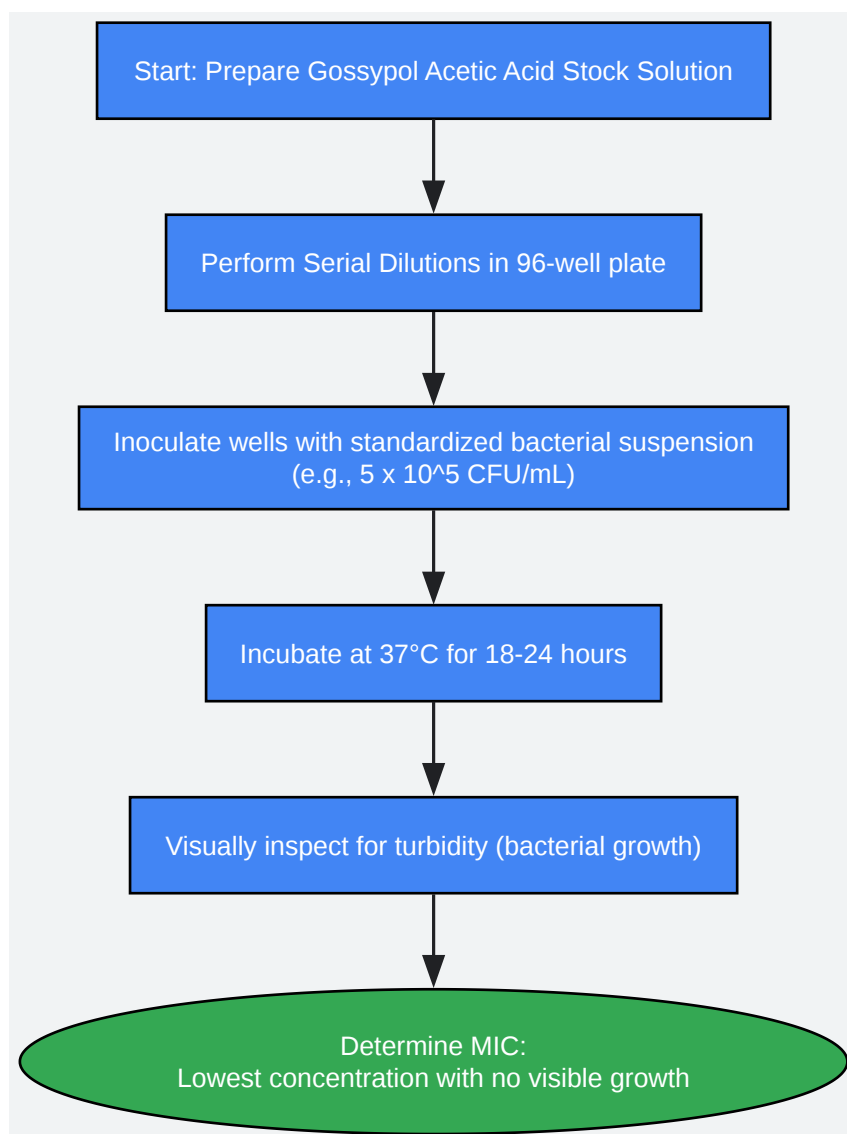 Start: Prepare Gossypol Acetic Acid Stock Solution
Perform Serial Dilutions in 96-well plate
Inoculate wells with standardized bacterial suspension
(e.g., 5 x 10^5 CFU/mL)
Incubate at 37°C for 18-24 hours
Visually inspect for turbidity (bacterial growth)
Determine MIC:
Lowest concentration with no visible growth